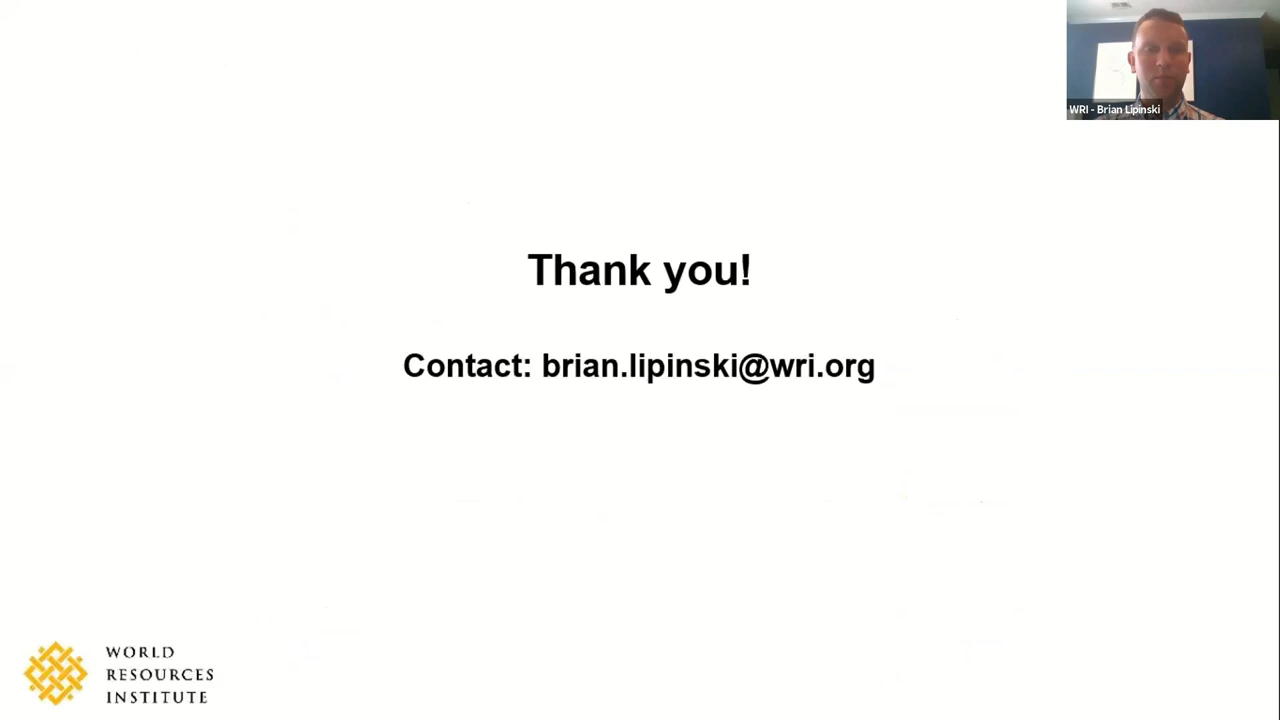 WRI - Brian Lipinski
Thank you!
Contact: brian.lipinski@wri.org
WORLD
RESOURCES
INSTITUTE